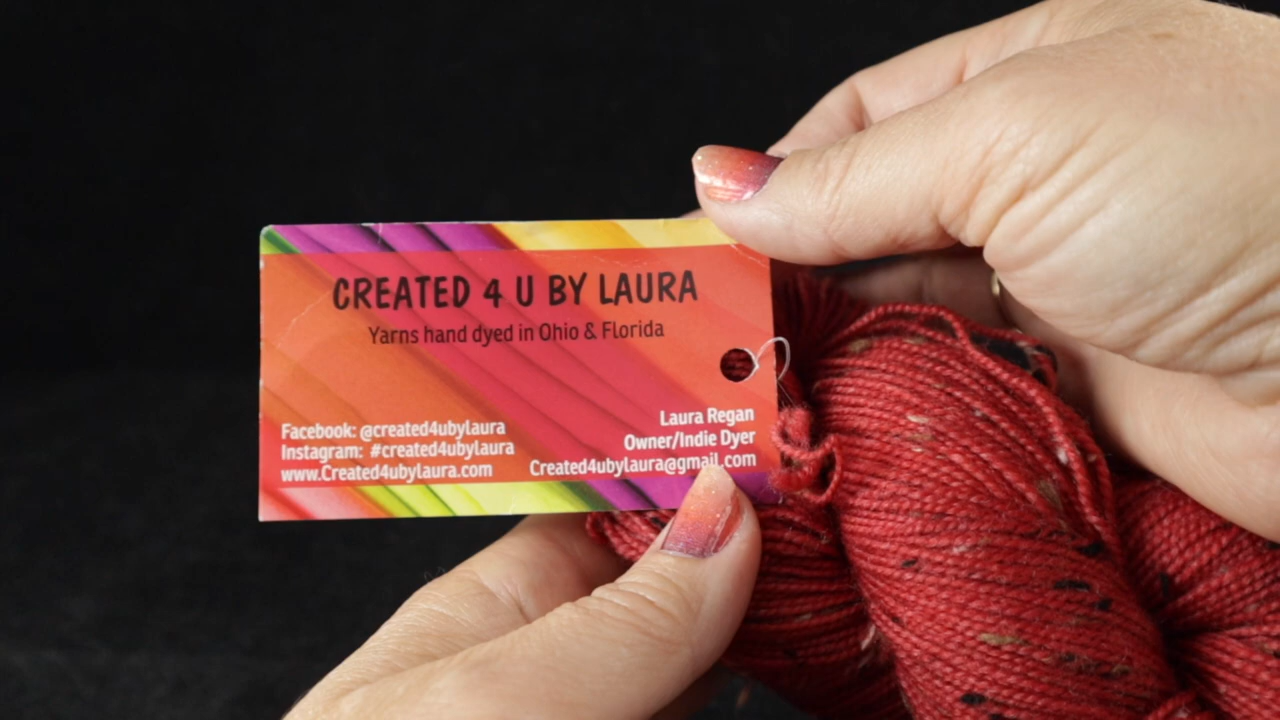 CREATED 4 U BY LAURA
Yarns hand dyed in Ohio & Florida
Facebook: @created4ubylaura
Instagram: #created4ubylaura
www.Created4ubylaura.com
Laura Regan
Owner/Indie Dyer
Created4ubylaura@gmail.com